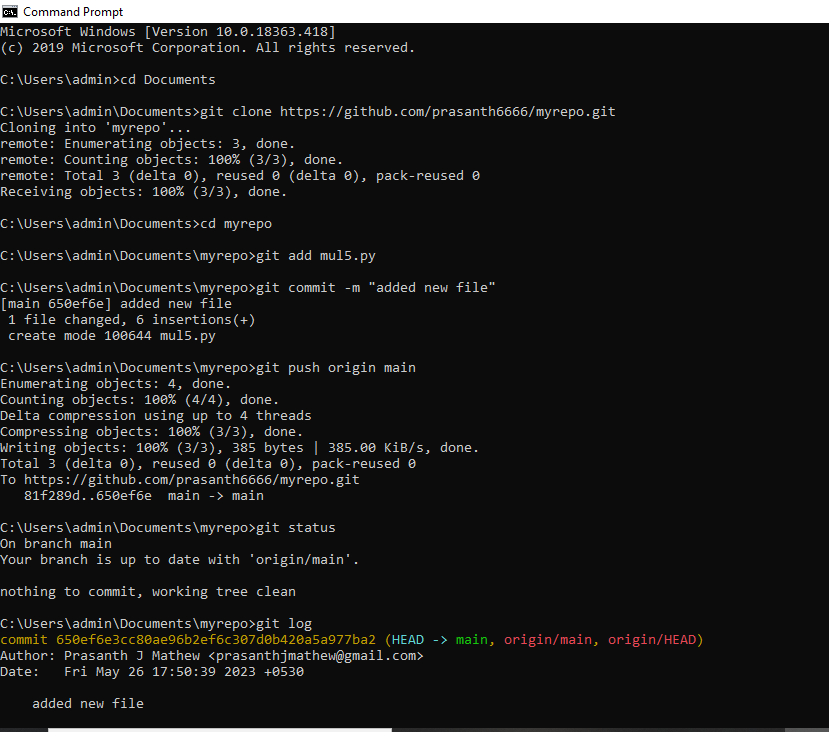 Command Prompt
Microsoft Windows [Version 10.0.18363.418]
(c) 2019 Microsoft Corporation. All rights reserved.
C:\Users\admin>cd Documents
C:\Users\admin\Documents>git clone https://github.com/prasanth6666/myrepo.git
Cloning into 'myrepo'...
remote: Enumerating objects: 3, done.
remote: Counting objects: 100% (3/3), done.
remote: Total 3 (delta 0), reused 0 (delta 0), pack-reused 0
Receiving objects: 100% (3/3), done.
C:\Users\admin\Documents>cd myrepo
C:\Users\admin\Documents\myrepo>git add mul5.py
C:\Users\admin\Documents\myrepo>git commit -m "added new file"
[main 650ef6e] added new file
 1 file changed, 6 insertions(+)
 create mode 100644 mul5.py
C:\Users\admin\Documents\myrepo>git push origin main
Enumerating objects: 4, done.
Counting objects: 100% (4/4), done.
Delta compression using up to 4 threads
Compressing objects: 100% (3/3), done.
Writing objects: 100% (3/3), 385 bytes | 385.00 KiB/s, done.
Total 3 (delta 0), reused 0 (delta 0), pack-reused 0
To https://github.com/prasanth6666/myrepo.git
   81f289d..650ef6e  main -> main
C:\Users\admin\Documents\myrepo>git status
On branch main
Your branch is up to date with 'origin/main'.
nothing to commit, working tree clean
C:\Users\admin\Documents\myrepo>git log
commit 650ef6e3cc80ae96b2ef6c307d0b420a5a977ba2 (HEAD -> main, origin/main, origin/HEAD)
Author: Prasanth J Mathew <prasanthjmathew@gmail.com>
Date:   Fri May 26 17:50:39 2023 +0530
    added new file